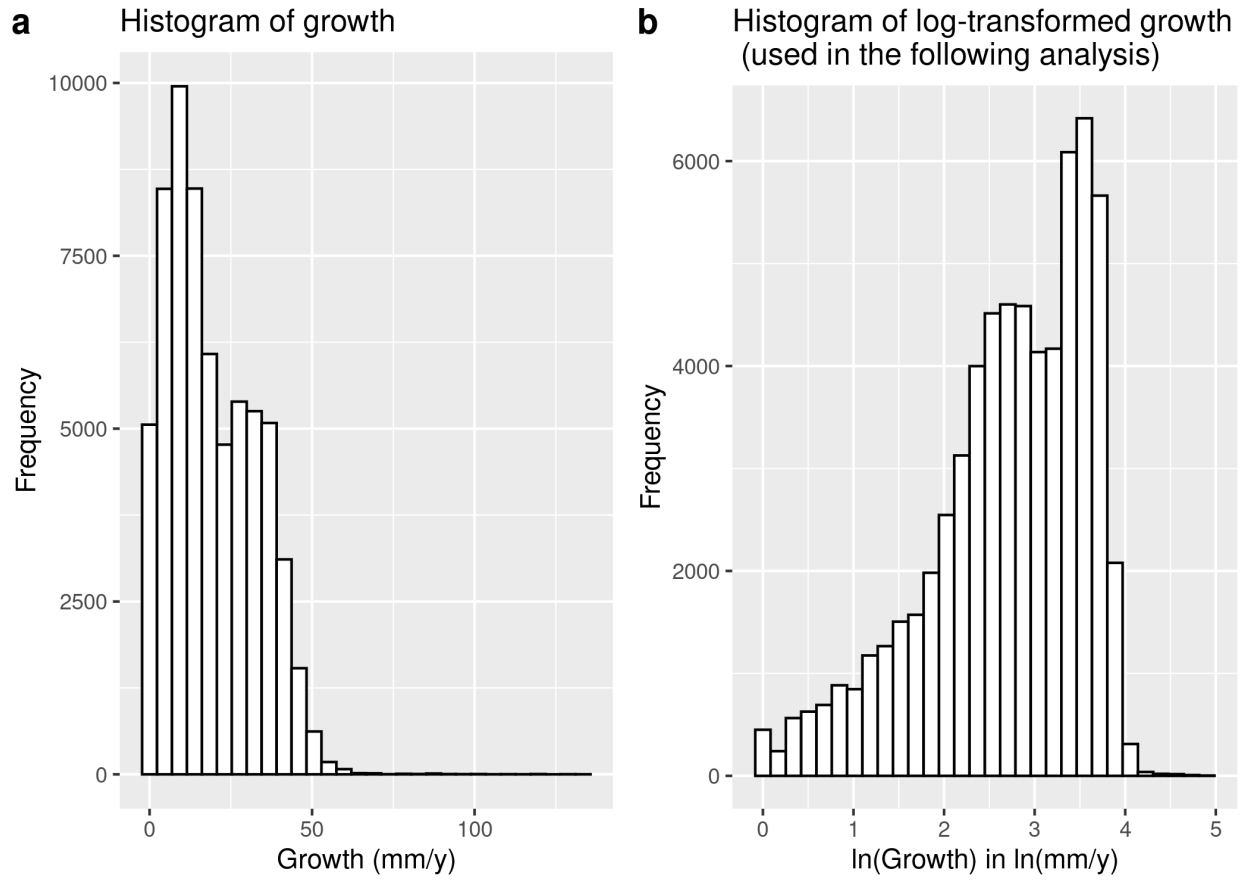 a
Histogram of growth
10000
7500
5000
2500
0
Frequency
0
50
100
Growth (mm/y)
b
Histogram of log-transformed growth
(used in the following analysis)
6000
4000
2000
0
Frequency
0
1
2
3
4
5
ln(Growth) in ln(mm/y)